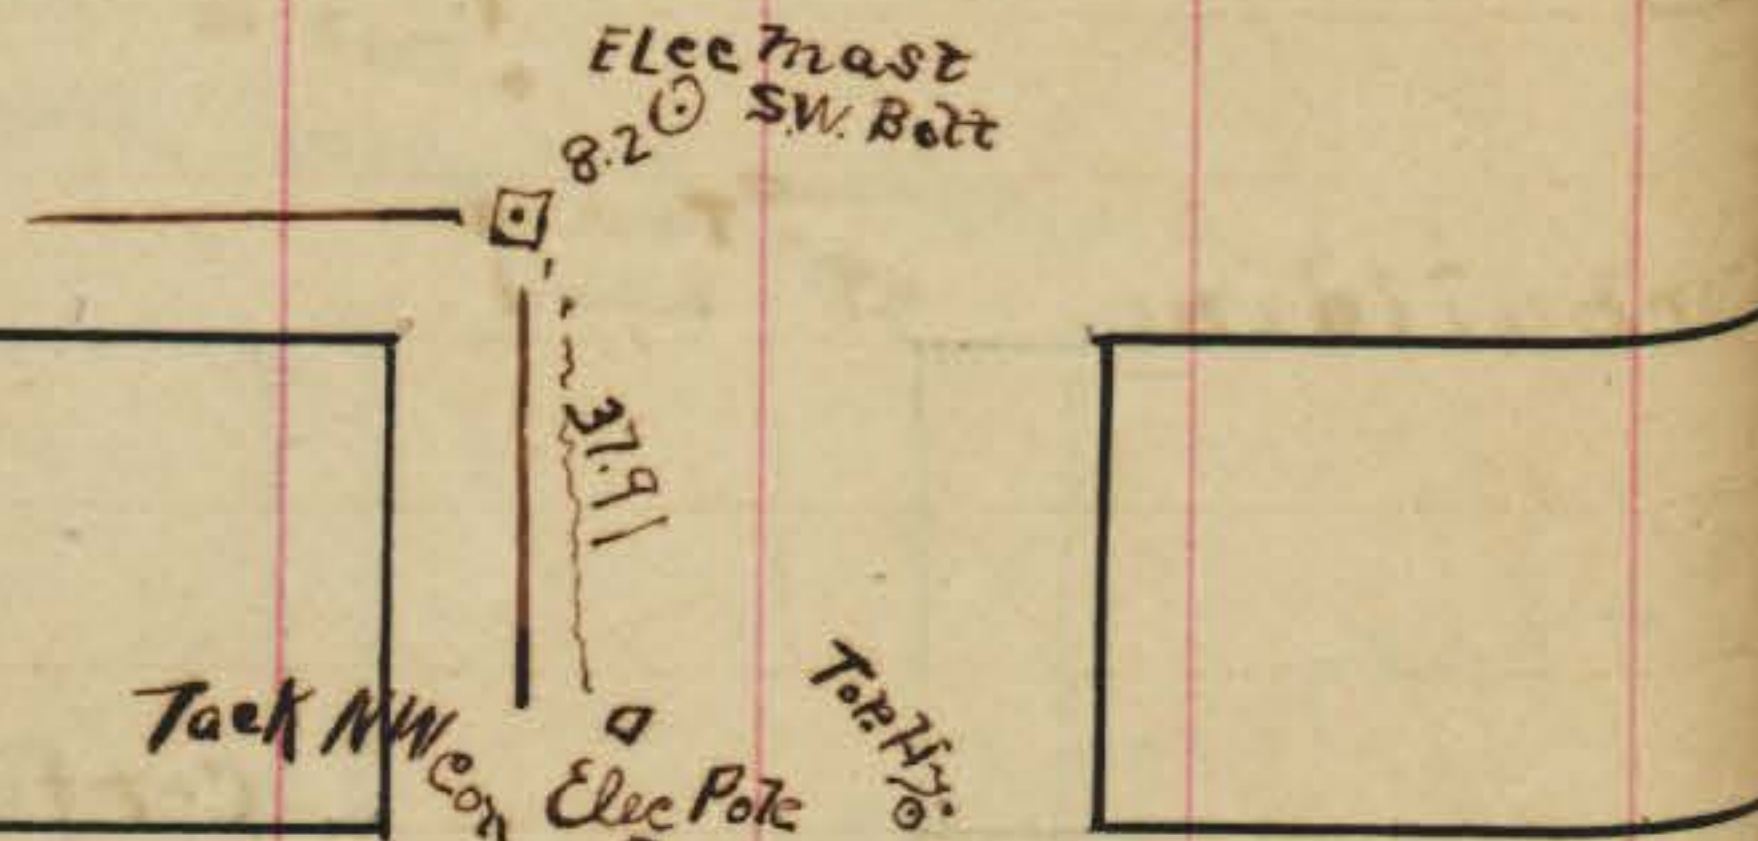 Elec Mast
S.W. Bolt
8.2
37.91
Tack NW Cor
Elec Pole
Top. Hy.